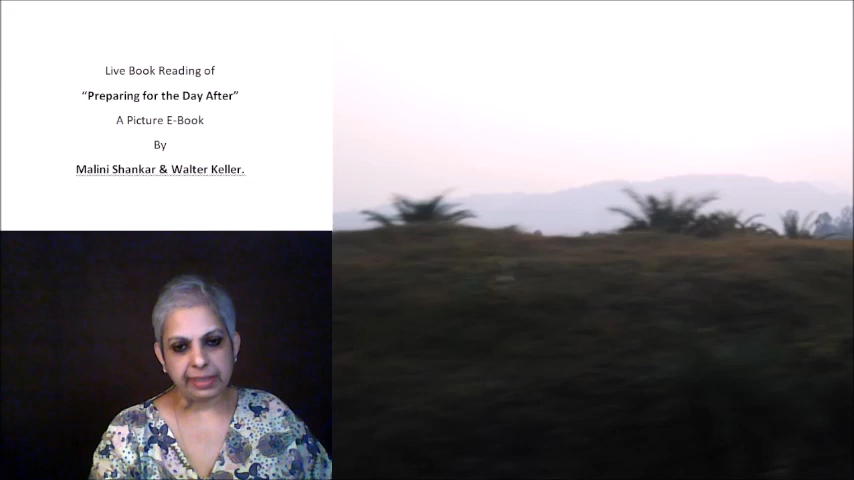 Live Book Reading of
“Preparing for the Day After”
A Picture E-Book
By
Malini Shankar & Walter Keller.